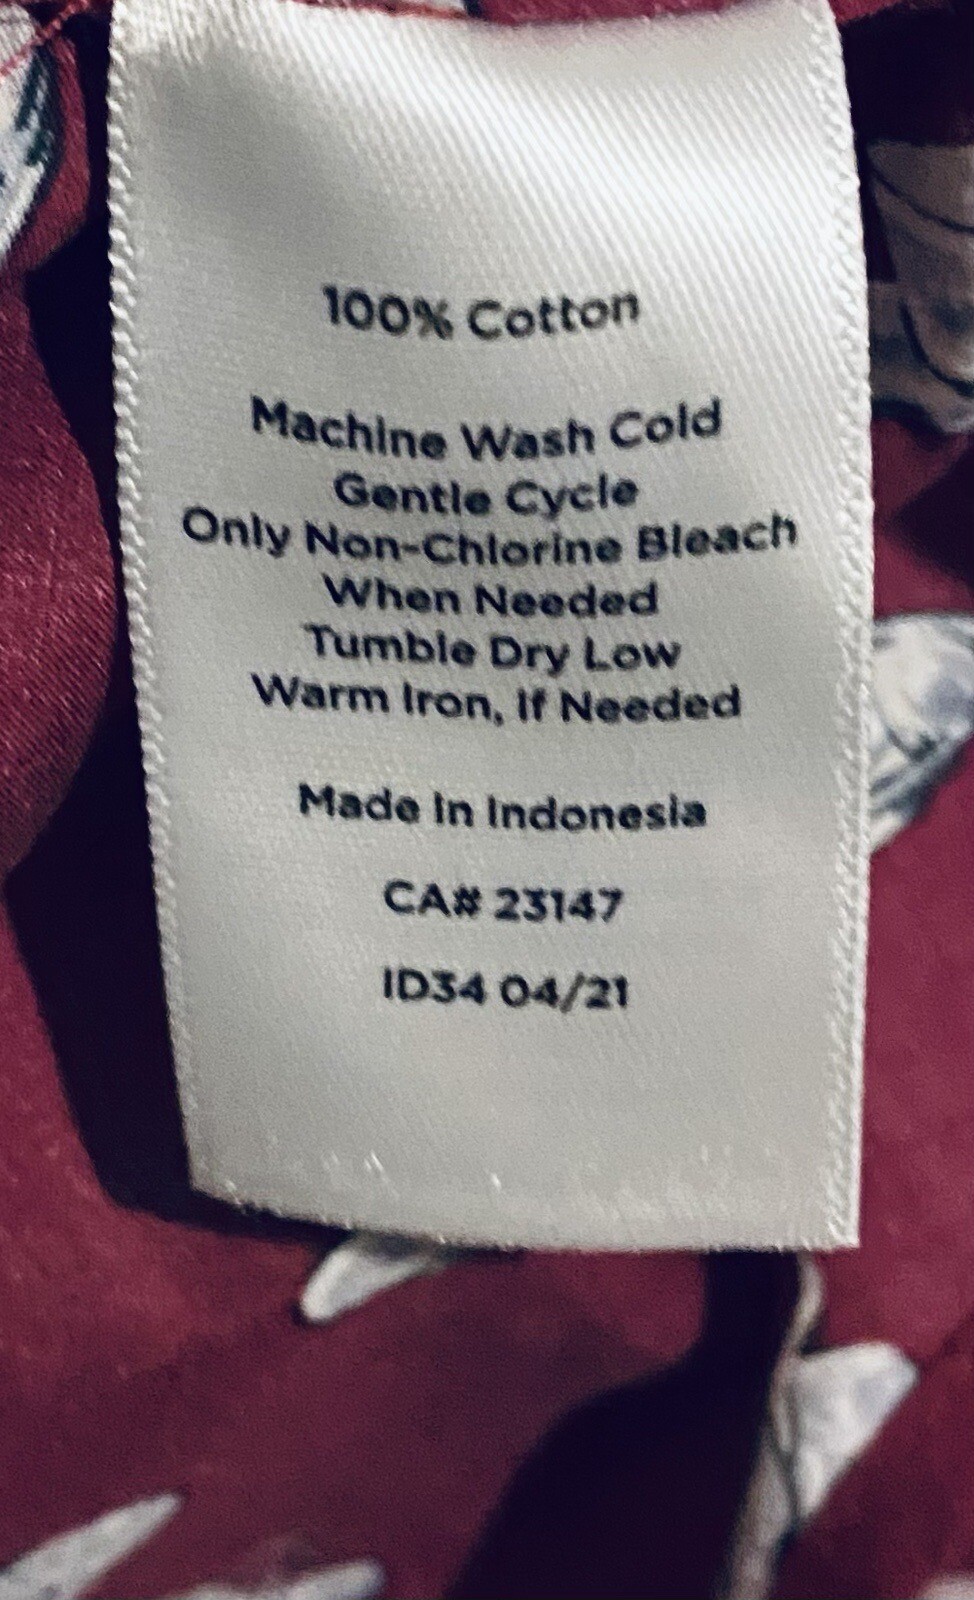 100% Cotton
Machine Wash Cold
Gentle Cycle
Only Non-Chlorine Bleach
When Needed
Tumble Dry Low
Warm Iron, If Needed
Made In Indonesia
CA# 23147
ID34 04/21